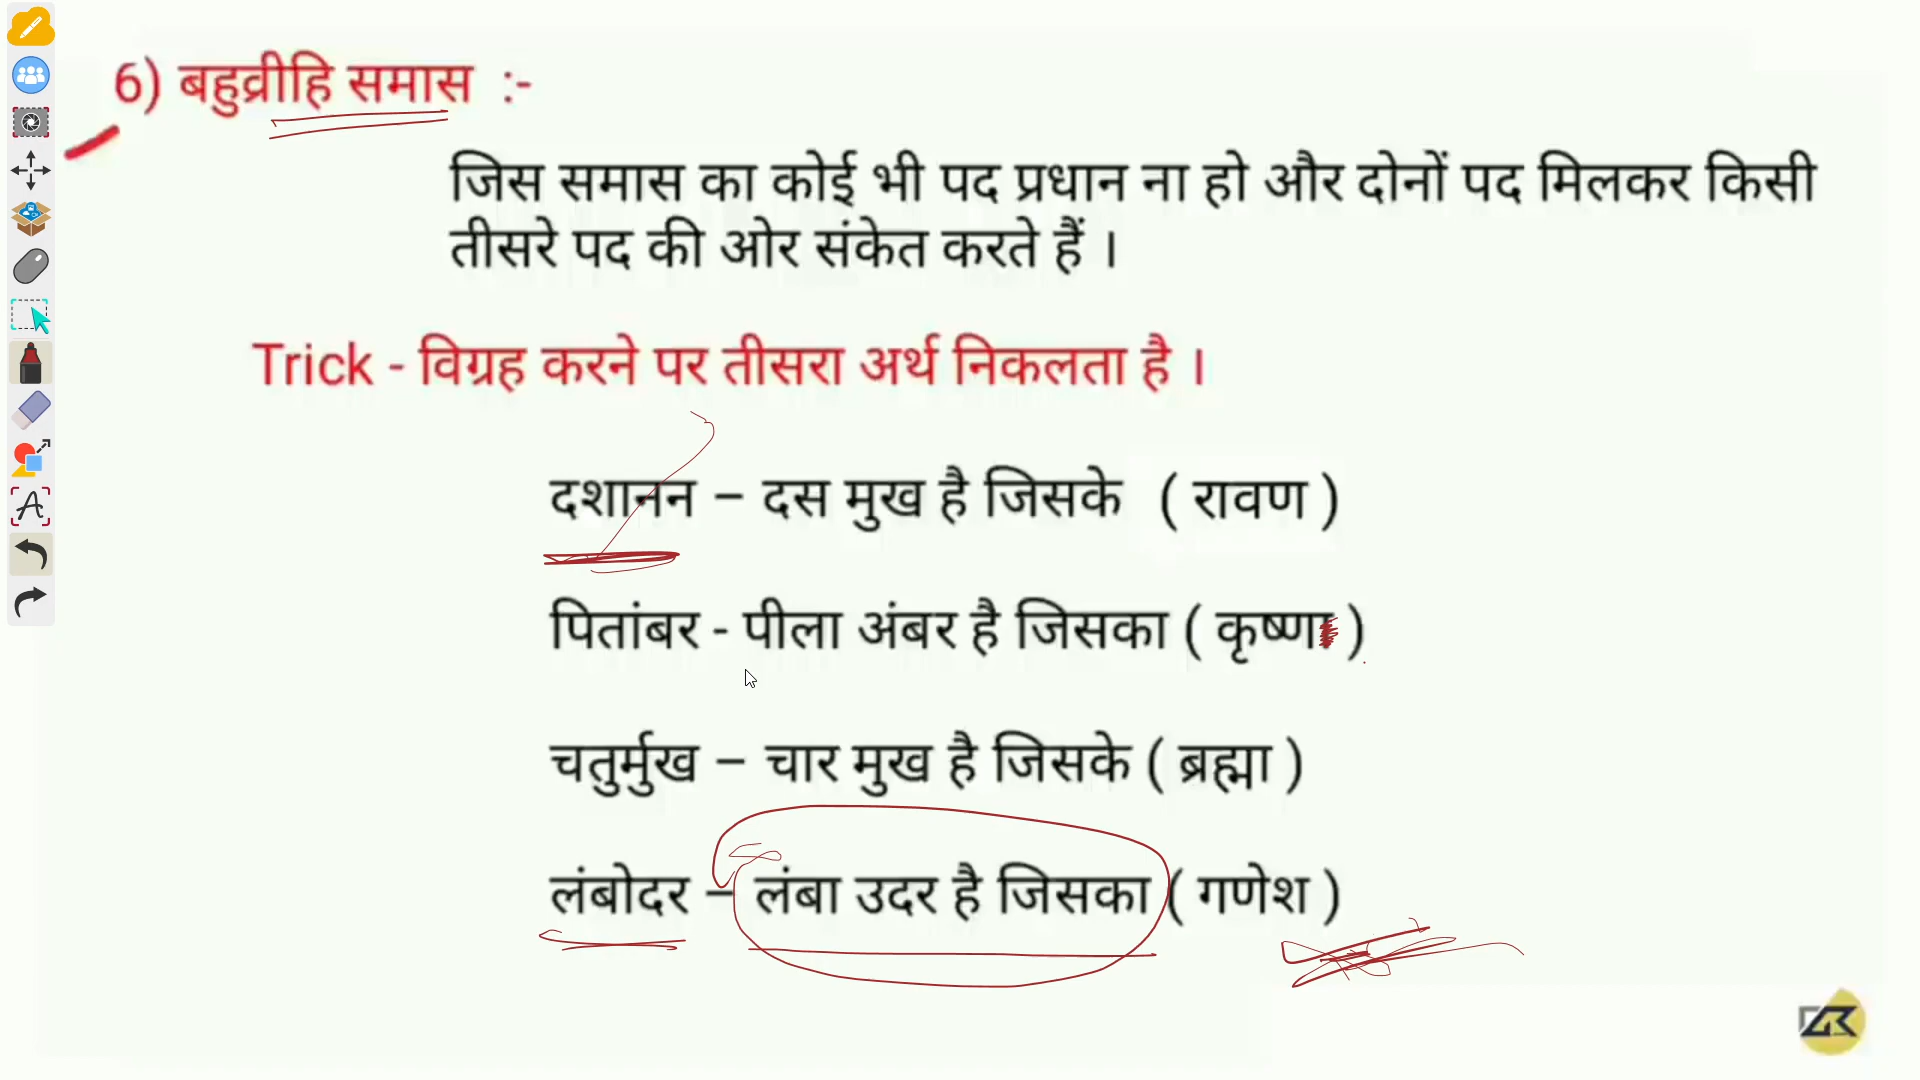 6) बहुव्रीहि समास :-
जिस समास का कोई भी पद प्रधान ना हो और दोनों पद मिलकर किसी
तीसरे पद की ओर संकेत करते हैं ।
Trick - विग्रह करने पर तीसरा अर्थ निकलता है ।
दशानन – दस मुख है जिसके ( रावण )
पितांबर - पीला अंबर है जिसका ( कृष्ण )
चतुर्मुख – चार मुख है जिसके ( ब्रह्मा )
लंबोदर – लंबा उदर है जिसका ( गणेश )